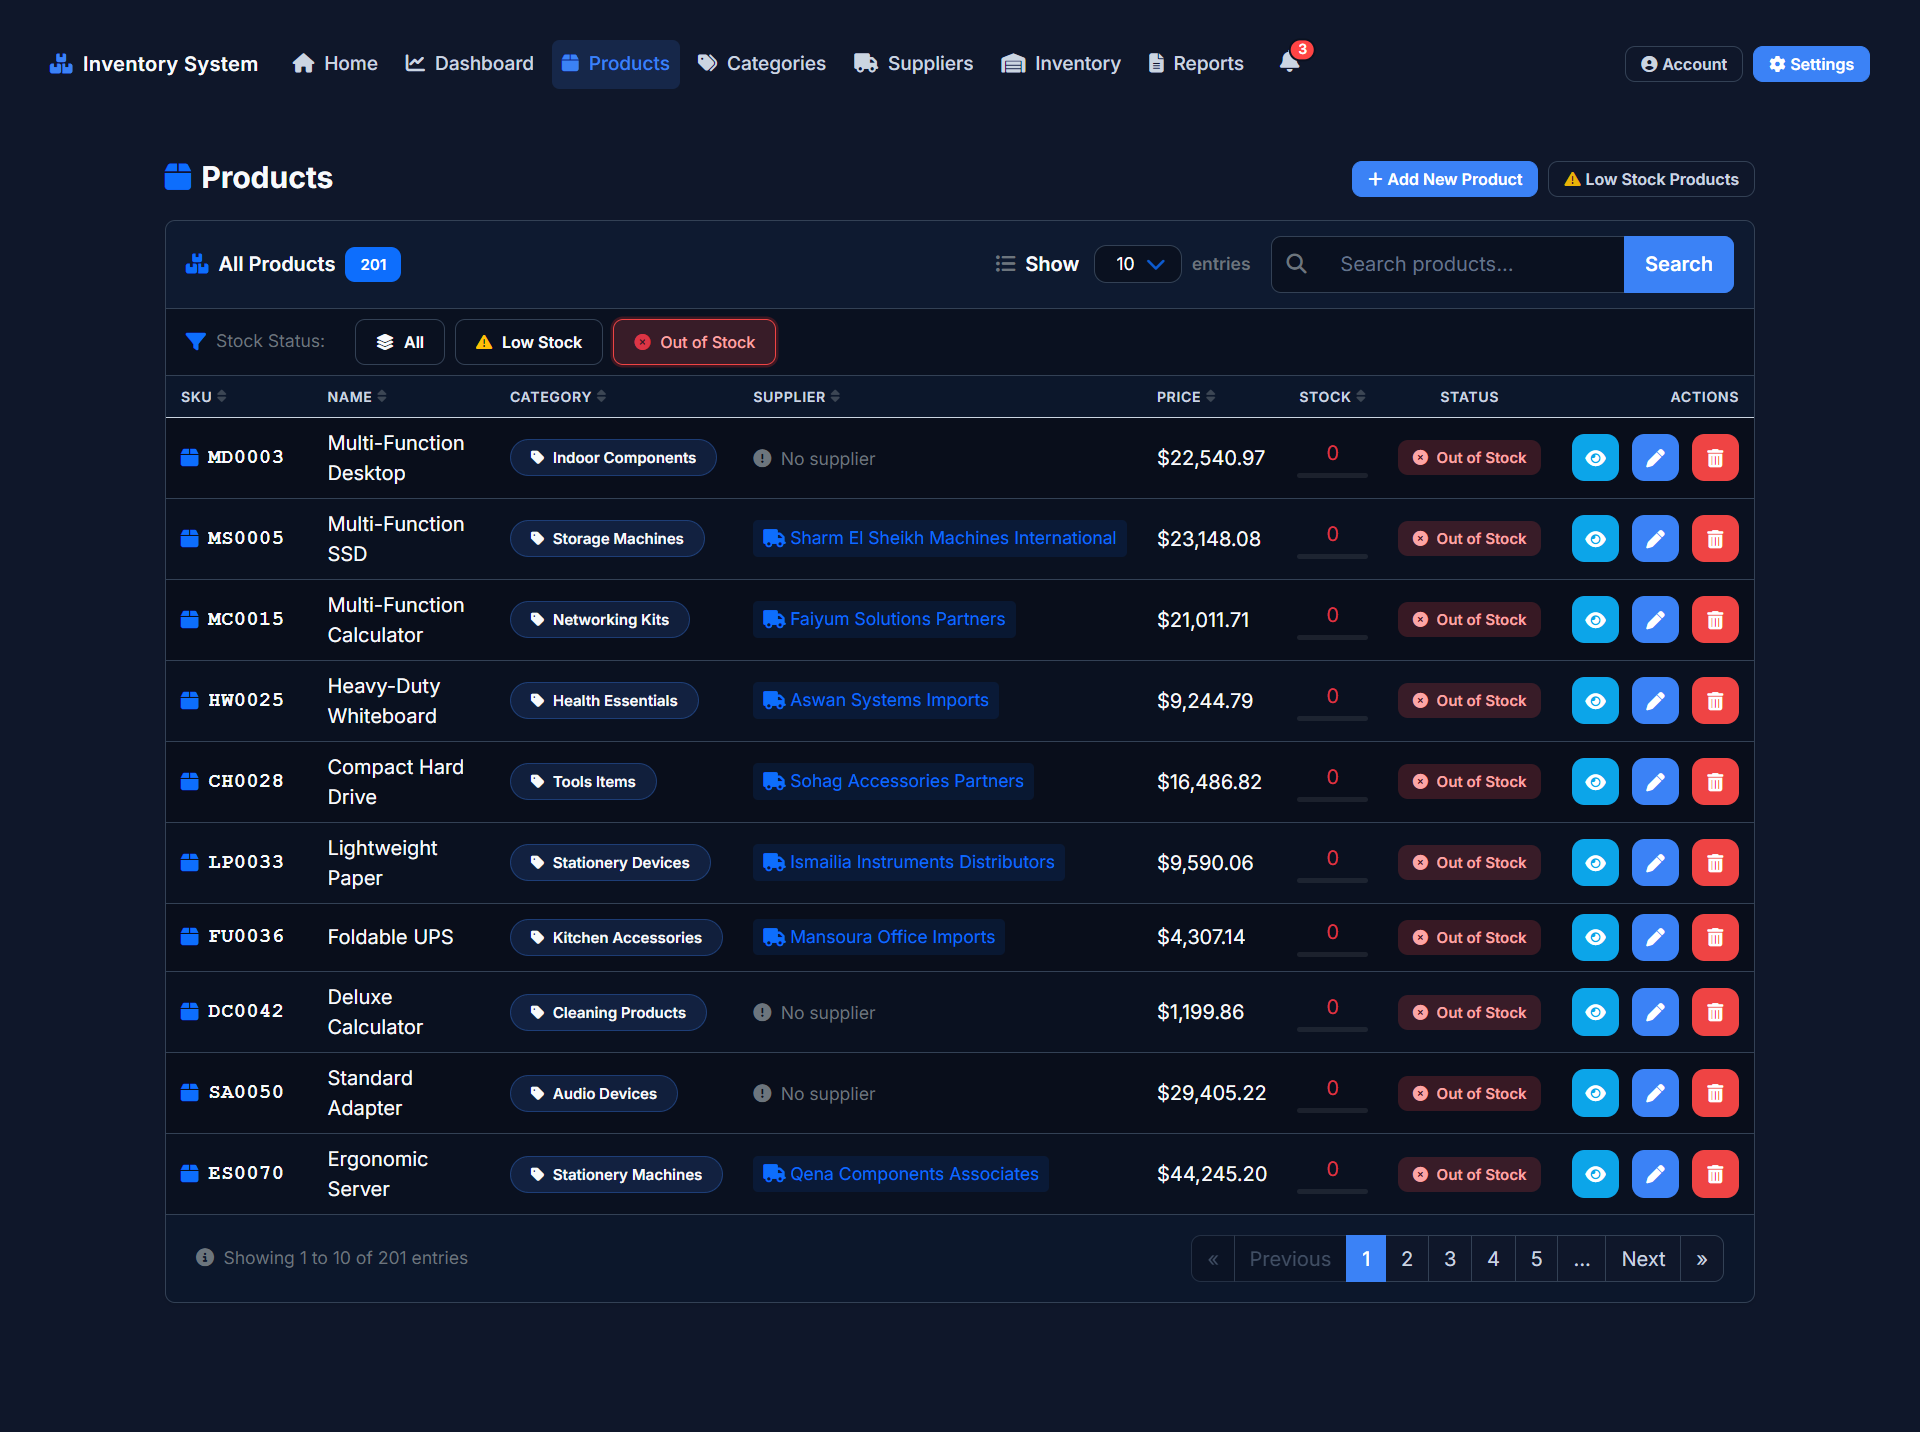 Inventory System Home Dashboard Products Categories Suppliers Inventory Reports 3 Account Settings
Products + Add New Product Low Stock Products
All Products 201 Show 10 entries Search products... Search
Stock Status: All Low Stock Out of Stock
SKU NAME CATEGORY SUPPLIER PRICE STOCK STATUS ACTIONS
MD0003 Multi-Function Desktop Indoor Components No supplier $22,540.97 0 Out of Stock
MS0005 Multi-Function SSD Storage Machines Sharm El Sheikh Machines International $23,148.08 0 Out of Stock
MC0015 Multi-Function Calculator Networking Kits Faiyum Solutions Partners $21,011.71 0 Out of Stock
HW0025 Heavy-Duty Whiteboard Health Essentials Aswan Systems Imports $9,244.79 0 Out of Stock
CH0028 Compact Hard Drive Tools Items Sohag Accessories Partners $16,486.82 0 Out of Stock
LP0033 Lightweight Paper Stationery Devices Ismailia Instruments Distributors $9,590.06 0 Out of Stock
FU0036 Foldable UPS Kitchen Accessories Mansoura Office Imports $4,307.14 0 Out of Stock
DC0042 Deluxe Calculator Cleaning Products No supplier $1,199.86 0 Out of Stock
SA0050 Standard Adapter Audio Devices No supplier $29,405.22 0 Out of Stock
ES0070 Ergonomic Server Stationery Machines Qena Components Associates $44,245.20 0 Out of Stock
Showing 1 to 10 of 201 entries « Previous 1 2 3 4 5 ... Next »